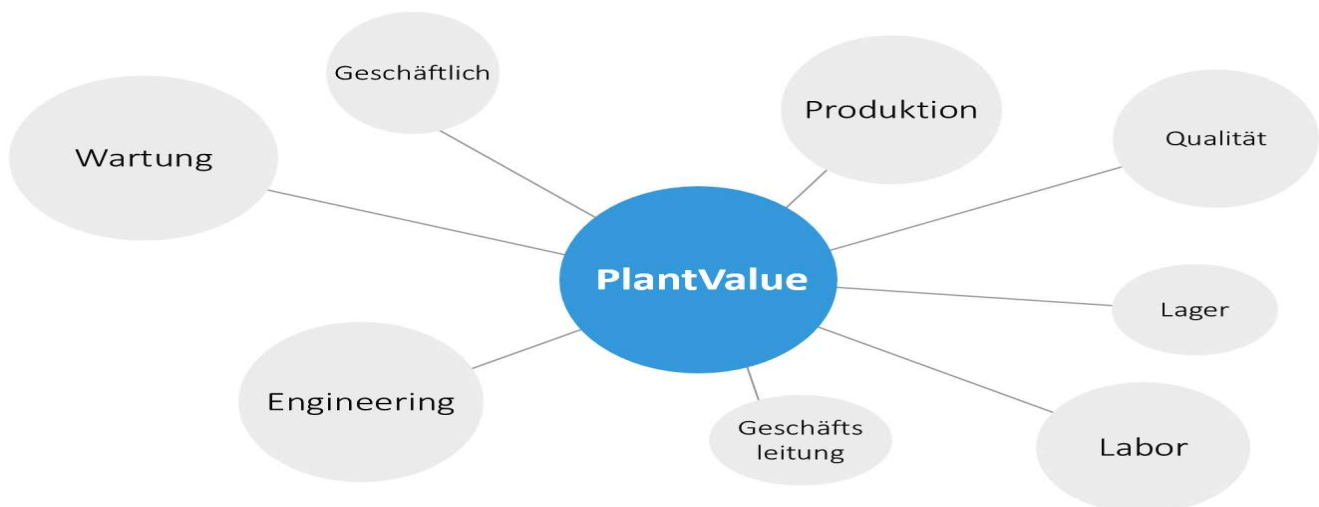 Geschäftlich
Produktion
Qualität
Wartung
PlantValue
Lager
Engineering
Geschäfts
leitung
Labor